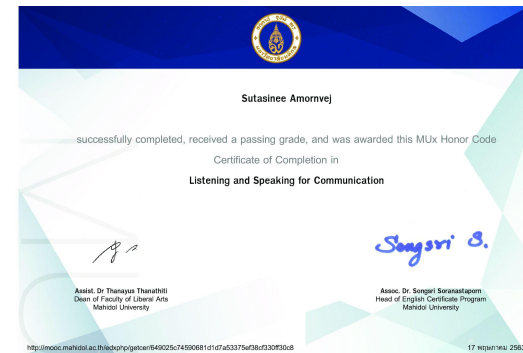 Sutasinee Amornvej
successfully completed, received a passing grade, and was awarded this MUx Honor Code
Certificate of Completion in
Listening and Speaking for Communication
Songsri S.
Assist. Dr Thanayus Thanathiti
Dean of Faculty of Liberal Arts
Mahidol University
Assoc. Dr. Songsri Soranastaporn
Head of English Certificate Program
Mahidol University
http://mooc.mahidol.ac.th/edxphp/getcer/649025c74590681d1d7a53375ef38cf330ff30c8
17 พฤษภาคม 2562